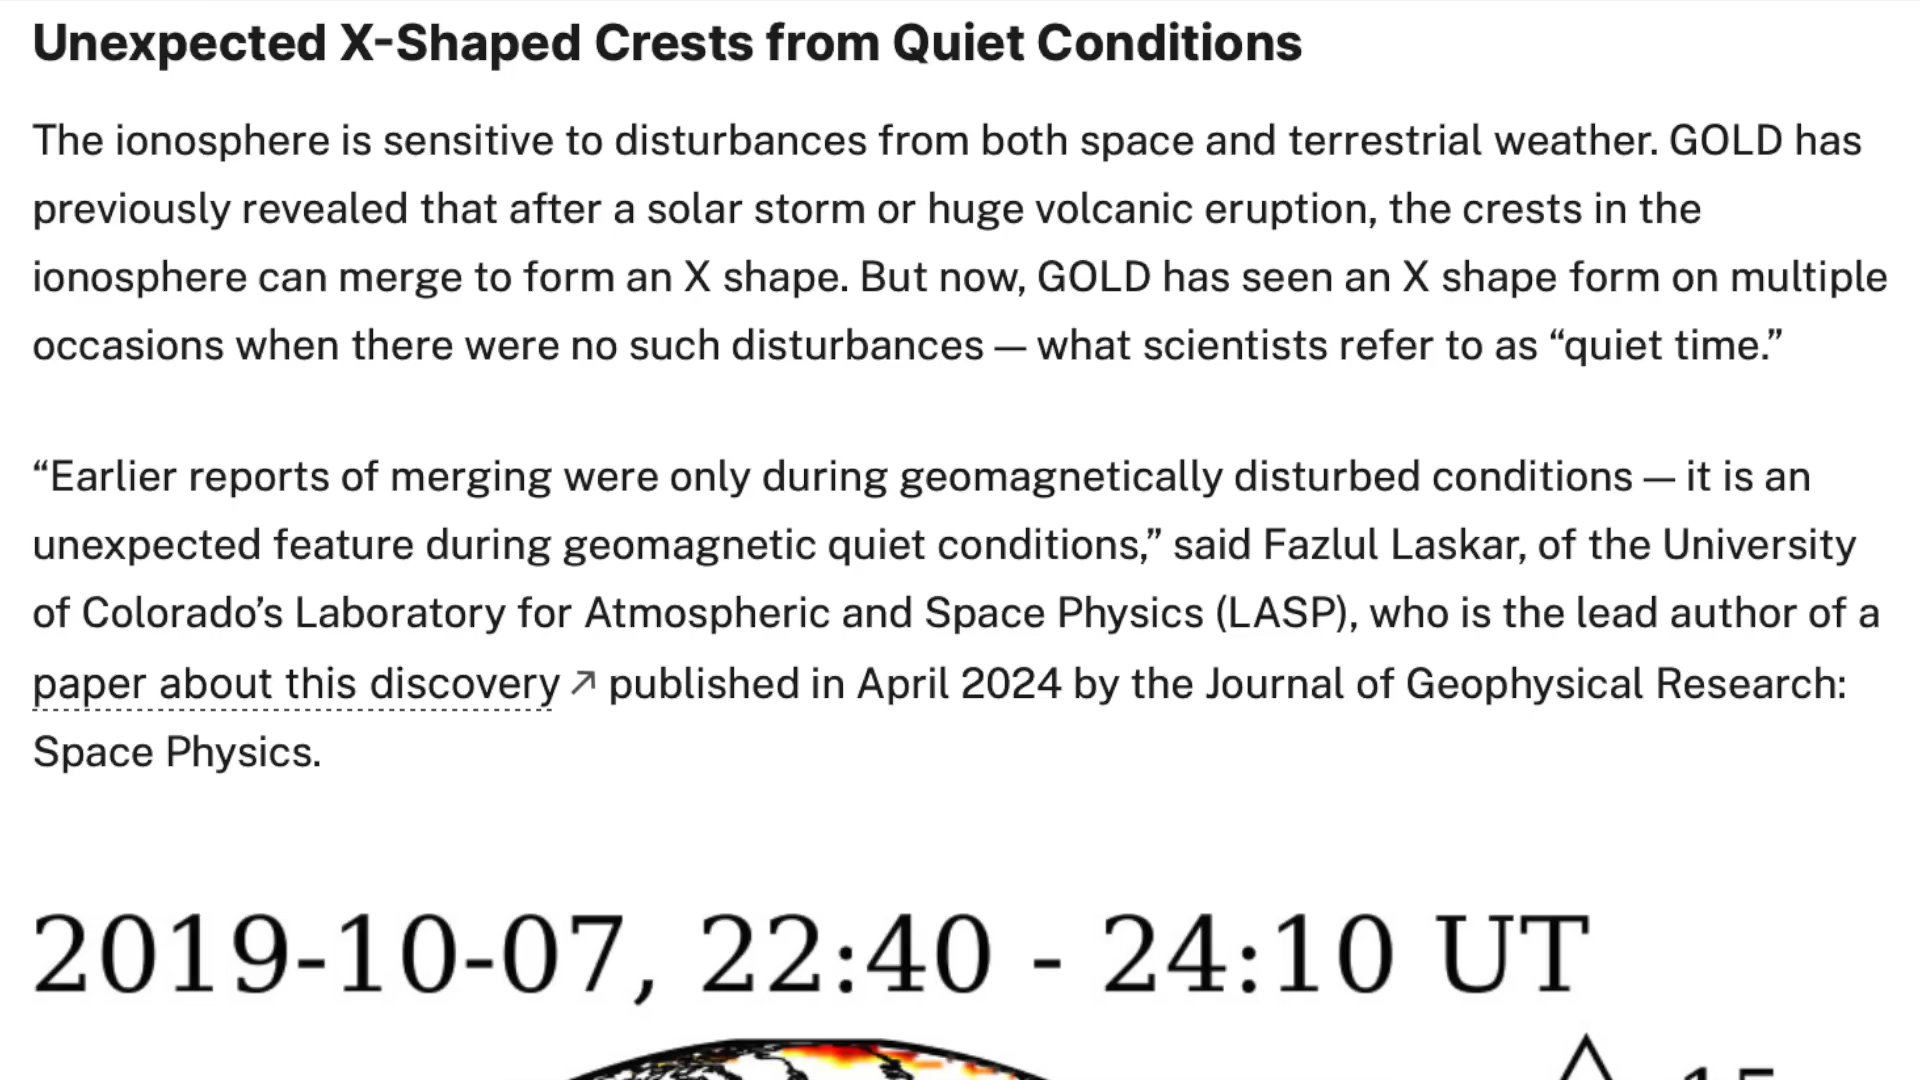 Unexpected X-Shaped Crests from Quiet Conditions
The ionosphere is sensitive to disturbances from both space and terrestrial weather. GOLD has
previously revealed that after a solar storm or huge volcanic eruption, the crests in the
ionosphere can merge to form an X shape. But now, GOLD has seen an X shape form on multiple
occasions when there were no such disturbances — what scientists refer to as “quiet time.”
“Earlier reports of merging were only during geomagnetically disturbed conditions — it is an
unexpected feature during geomagnetic quiet conditions,” said Fazlul Laskar, of the University
of Colorado’s Laboratory for Atmospheric and Space Physics (LASP), who is the lead author of a
paper about this discovery ↗ published in April 2024 by the Journal of Geophysical Research:
Space Physics.
2019-10-07, 22:40 - 24:10 UT
15